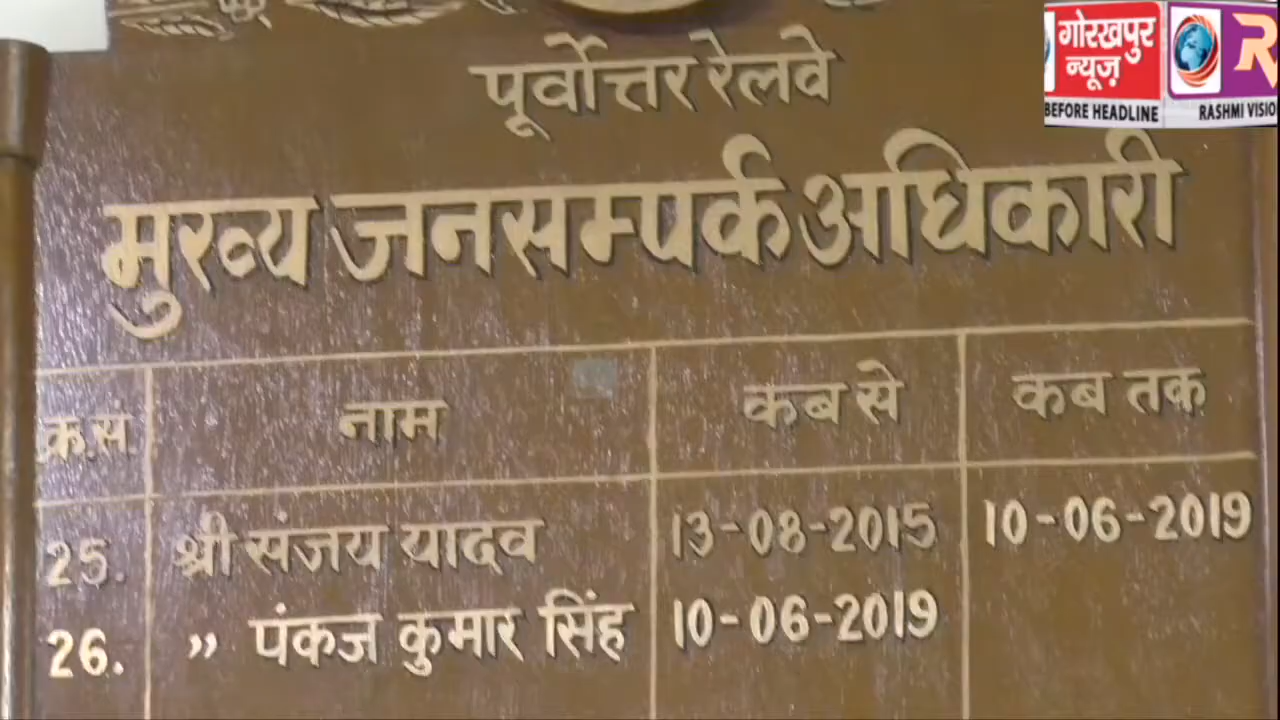 पूर्वोत्तर रेलवे
मुख्य जनसम्पर्क अधिकारी
क.सं. नाम कब से कब तक
25. श्री संजय यादव 13-08-2015 10-06-2019
26. ,, पंकज कुमार सिंह 10-06-2019
गोरखपुर
न्यूज़
BEFORE HEADLINE
R
RASHMI VISIO